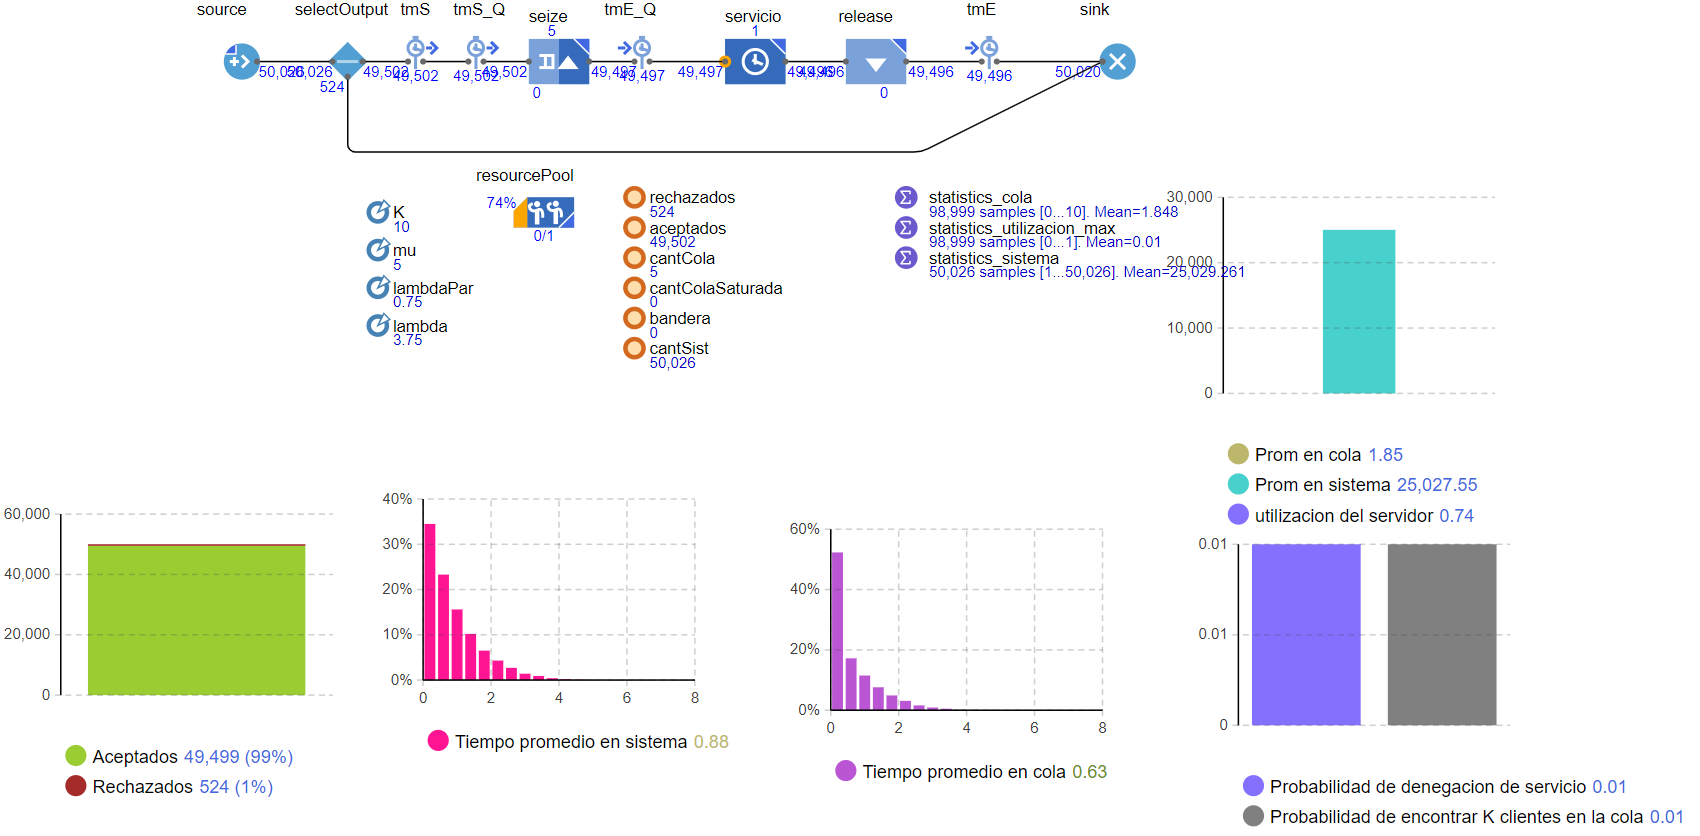 source
selectOutput
tmS
tmS_Q
seize
5
tmE_Q
servicio
1
release
tmE
sink
50,026
50,026
524
49,502
49,502
49,502
49,502
0
49,497
49,497
49,497
49,496
49,496
0
49,496
49,496
50,020
resourcePool
74%
0/1
K
10
mu
5
lambdaPar
0.75
lambda
3.75
rechazados
524
aceptados
49,502
cantCola
5
cantColaSaturada
0
bandera
0
cantSist
50,026
statistics_cola
98,999 samples [0...10]. Mean=1.848
statistics_utilizacion_max
98,999 samples [0...1]. Mean=0.01
statistics_sistema
50,026 samples [1...50,026]. Mean=25,029.261
30,000
20,000
10,000
0
Prom en cola 1.85
Prom en sistema 25,027.55
utilizacion del servidor 0.74
60,000
40,000
20,000
0
Aceptados 49,499 (99%)
Rechazados 524 (1%)
40%
30%
20%
10%
0%
0 2 4 6 8
Tiempo promedio en sistema 0.88
60%
40%
20%
0%
0 2 4 6 8
Tiempo promedio en cola 0.63
0.01
0.01
0
Probabilidad de denegacion de servicio 0.01
Probabilidad de encontrar K clientes en la cola 0.01